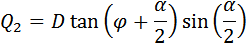 Q₂ = D tan (φ + α/2) sin (α/2)